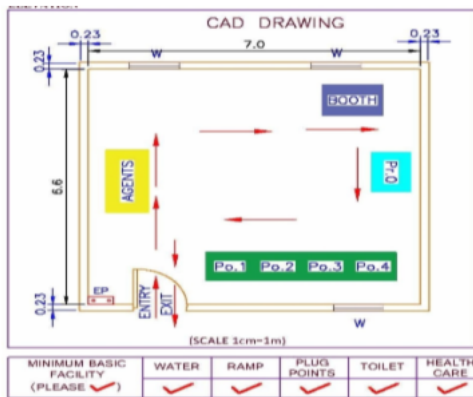 ELEVATION
CAD DRAWING
0.23
7.0
0.23
W
W
0.23
BOOTH
6.6
AGENTS
Pr.O
Po.1 Po.2 Po.3 Po.4
EP
ENTRY
EXIT
0.23
W
(SCALE 1cm=1m)
MINIMUM BASIC FACILITY (PLEASE ✓)
WATER
RAMP
PLUG POINTS
TOILET
HEALTH CARE